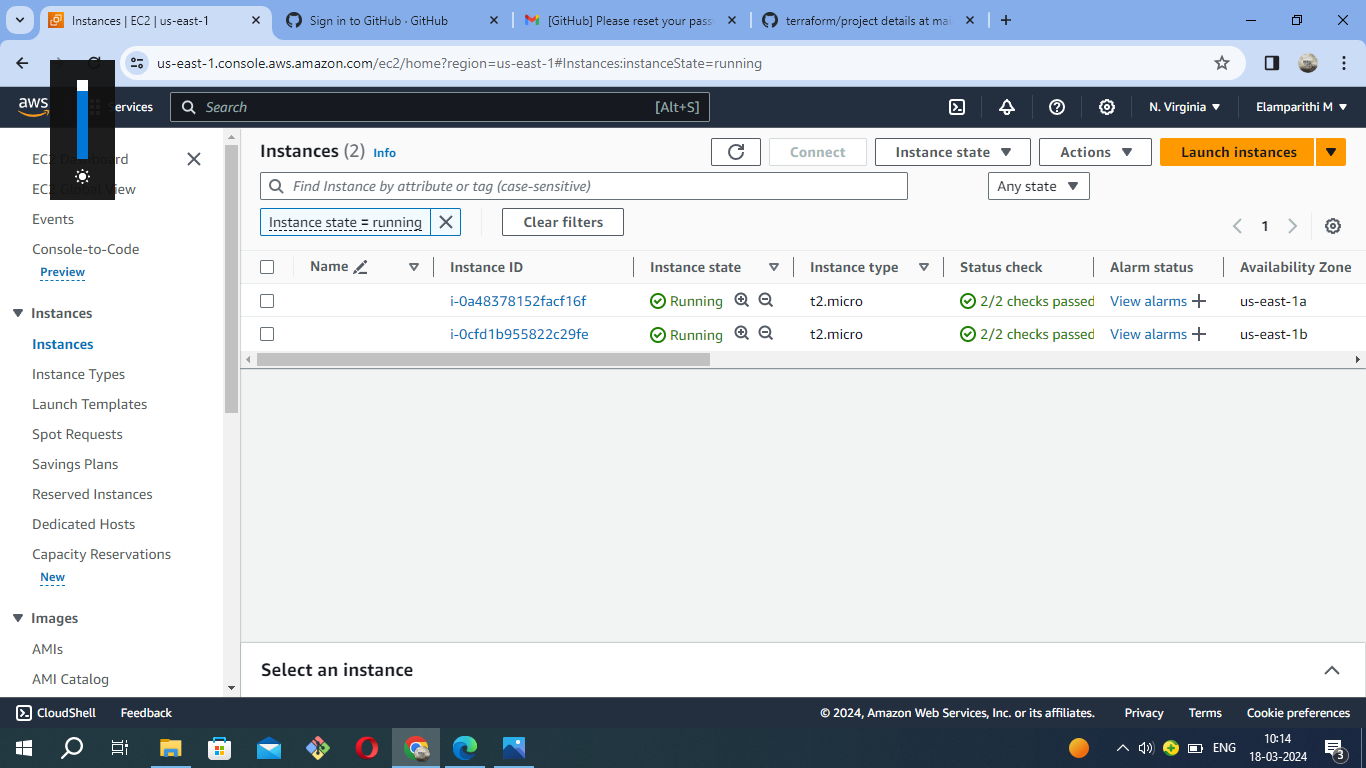 Instances | EC2 | us-east-1
Sign in to GitHub · GitHub
[GitHub] Please reset your pass
terraform/project details at mai
us-east-1.console.aws.amazon.com/ec2/home?region=us-east-1#Instances:instanceState=running
aws
Services
Search
[Alt+S]
N. Virginia
Elamparithi M
EC2 Dashboard
EC2 Global View
Events
Console-to-Code
Preview
Instances
Instances
Instance Types
Launch Templates
Spot Requests
Savings Plans
Reserved Instances
Dedicated Hosts
Capacity Reservations
New
Images
AMIs
AMI Catalog
Instances (2) Info
Connect
Instance state
Actions
Launch instances
Find Instance by attribute or tag (case-sensitive)
Any state
Instance state = running
Clear filters
1
Name Instance ID Instance state Instance type Status check Alarm status Availability Zone
i-0a48378152facf16f Running t2.micro 2/2 checks passed View alarms us-east-1a
i-0cfd1b955822c29fe Running t2.micro 2/2 checks passed View alarms us-east-1b
Select an instance
CloudShell Feedback © 2024, Amazon Web Services, Inc. or its affiliates. Privacy Terms Cookie preferences
ENG
10:14
18-03-2024
3